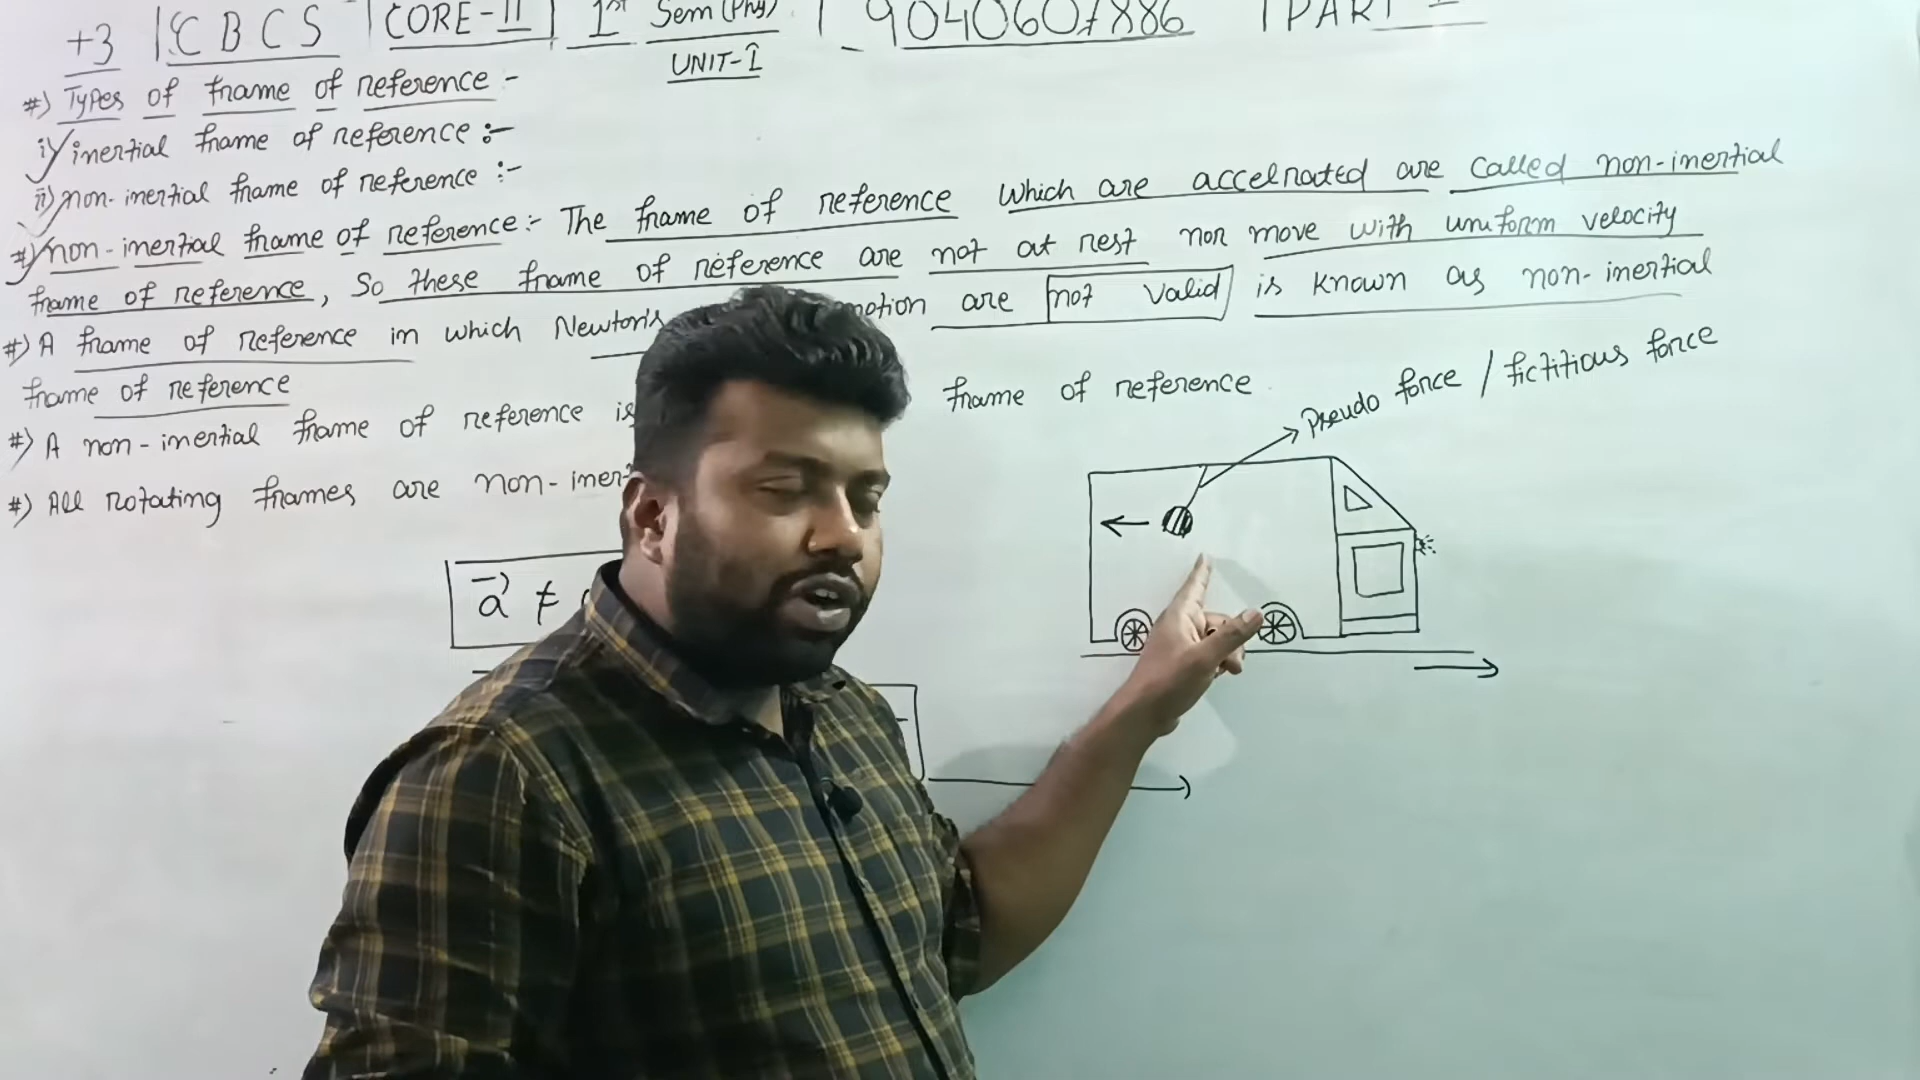 +3 | CBCS | CORE-II | 1st Sem (Phy) | 9040607886 | PART
UNIT-I
#) Types of frame of reference :-
i) inertial frame of reference :-
ii) non-inertial frame of reference :-
#) non-inertial frame of reference :- The frame of reference which are accelrated are called non-inertial
frame of reference, So these frame of reference are not at rest nor move with uniform velocity
#) A frame of reference in which Newton's motion are not valid is known as non-inertial
frame of reference
#) A non-inertial frame of reference is frame of reference
#) All rotating frames are non-iner
Pseudo force / fictitious force
a⃗ ≠